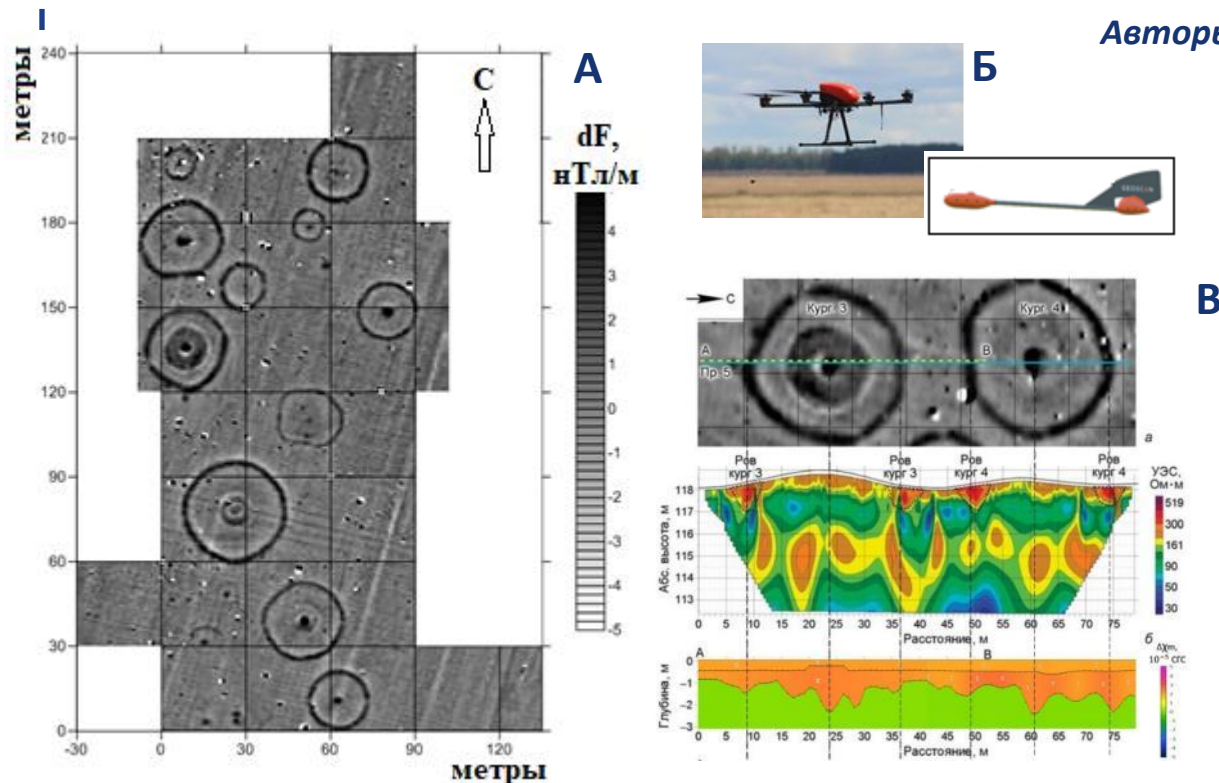 I
А
Б
В
Авторы
метры
240
210
180
150
120
90
60
30
0
-30
0
30
60
90
120
метры
С
dF,
нТл/м
4
3
2
1
0
-1
-2
-3
-4
-5
GEOSCAN
С
Кург. 3
Кург. 4
А
В
Пр. 5
а
Ров
кург 3
Ров
кург 3
Ров
кург 4
Ров
кург 4
УЭС,
Ом·м
519
300
161
90
50
30
Абс. высота, м
118
117
116
115
114
113
0 5 10 15 20 25 30 35 40 45 50 55 60 65 70 75
Расстояние, м
б
А
В
Δχm,
10⁻⁵ СГС
Глубина, м
0
-1
-2
-3
0 5 10 15 20 25 30 35 40 45 50 55 60 65 70 75
Расстояние, м